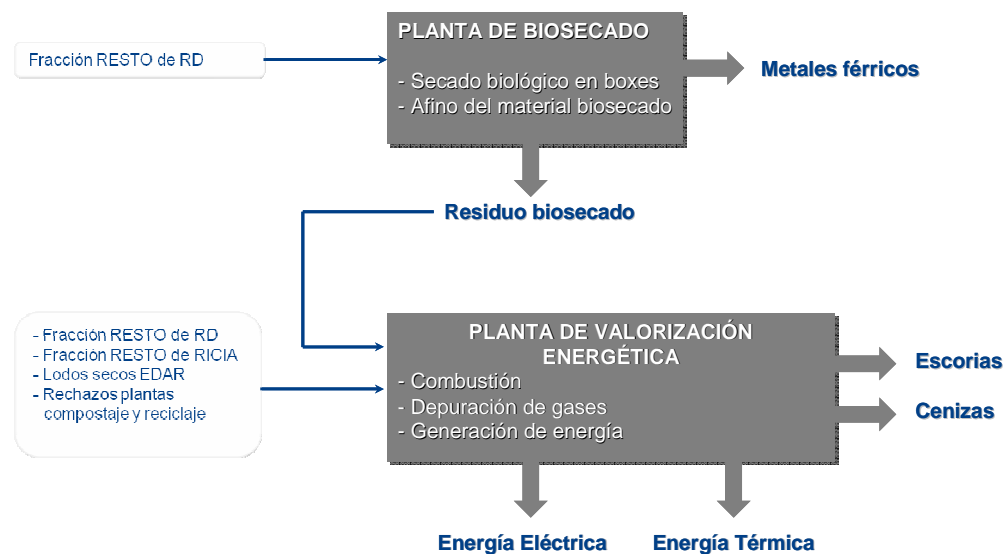 PLANTA DE BIOSECADO
Fracción RESTO de RD
- Secado biológico en boxes
- Afino del material biosecado
Metales férricos
Residuo biosecado
- Fracción RESTO de RD
- Fracción RESTO de RICIA
- Lodos secos EDAR
- Rechazos plantas
compostaje y reciclaje
PLANTA DE VALORIZACIÓN
ENERGÉTICA
- Combustión
- Depuración de gases
- Generación de energía
Escorias
Cenizas
Energía Eléctrica
Energía Térmica